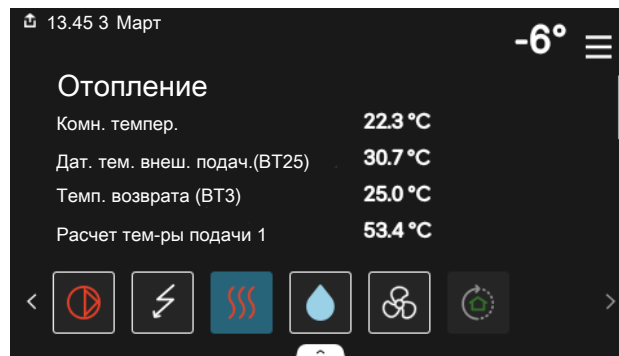 13.45 3 Март
-6°
Отопление
Комн. темпер. 22.3 °C
Дат. тем. внеш. подач.(BT25) 30.7 °C
Темп. возврата (BT3) 25.0 °C
Расчет тем-ры подачи 1 53.4 °C